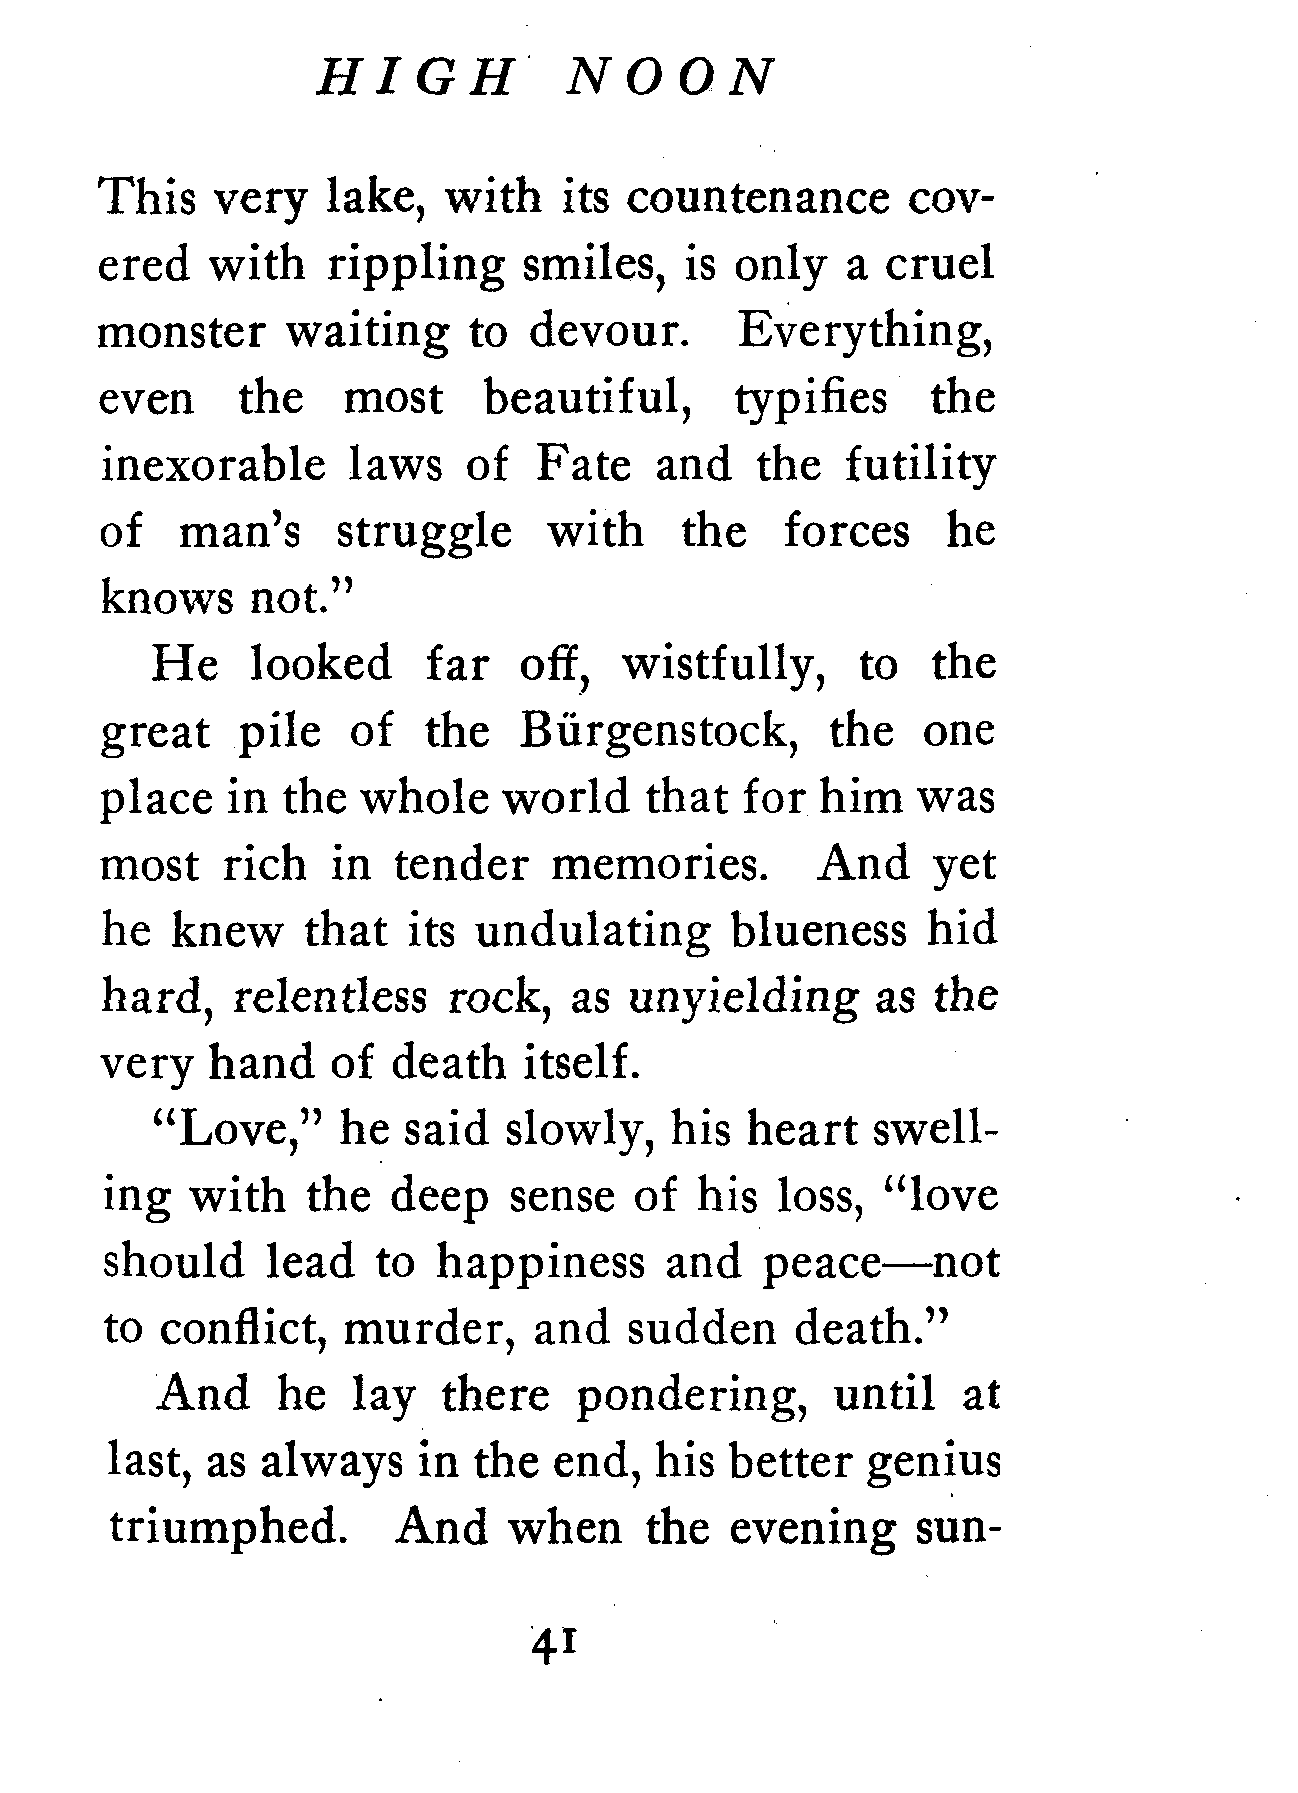 HIGH NOON
This very lake, with its countenance cov-
ered with rippling smiles, is only a cruel
monster waiting to devour. Everything,
even the most beautiful, typifies the
inexorable laws of Fate and the futility
of man's struggle with the forces he
knows not."
He looked far off, wistfully, to the
great pile of the Bürgenstock, the one
place in the whole world that for him was
most rich in tender memories. And yet
he knew that its undulating blueness hid
hard, relentless rock, as unyielding as the
very hand of death itself.
"Love," he said slowly, his heart swell-
ing with the deep sense of his loss, "love
should lead to happiness and peace—not
to conflict, murder, and sudden death."
And he lay there pondering, until at
last, as always in the end, his better genius
triumphed. And when the evening sun-
41